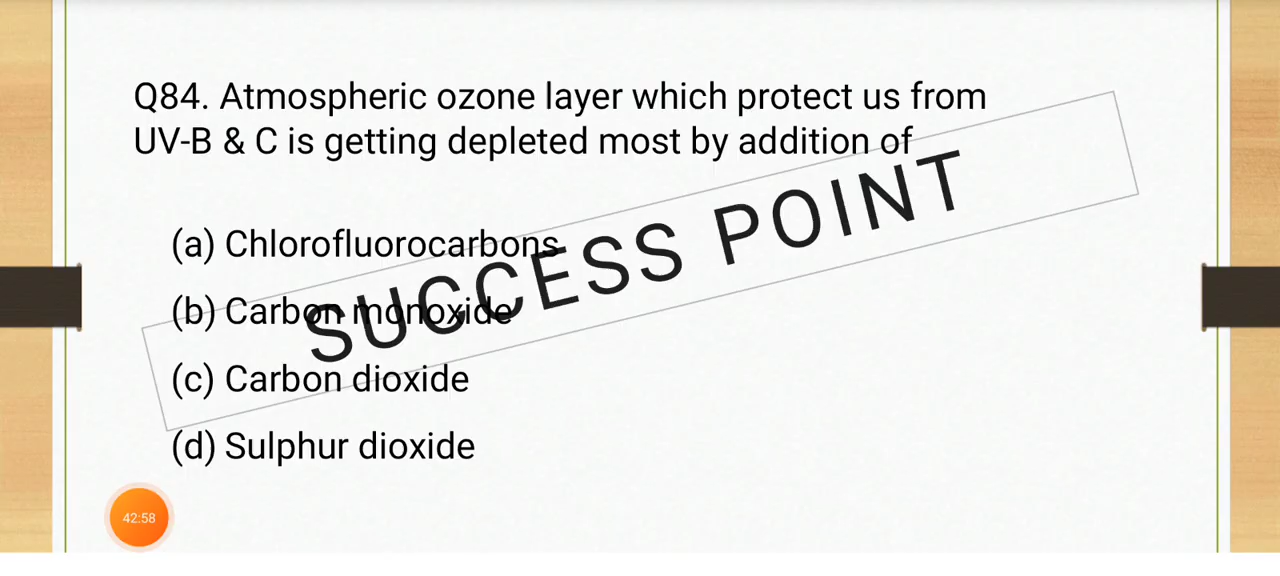 Q84. Atmospheric ozone layer which protect us from
UV-B & C is getting depleted most by addition of
(a) Chlorofluorocarbons
(b) Carbon monoxide
(c) Carbon dioxide
(d) Sulphur dioxide
SUCCESS POINT
42:58